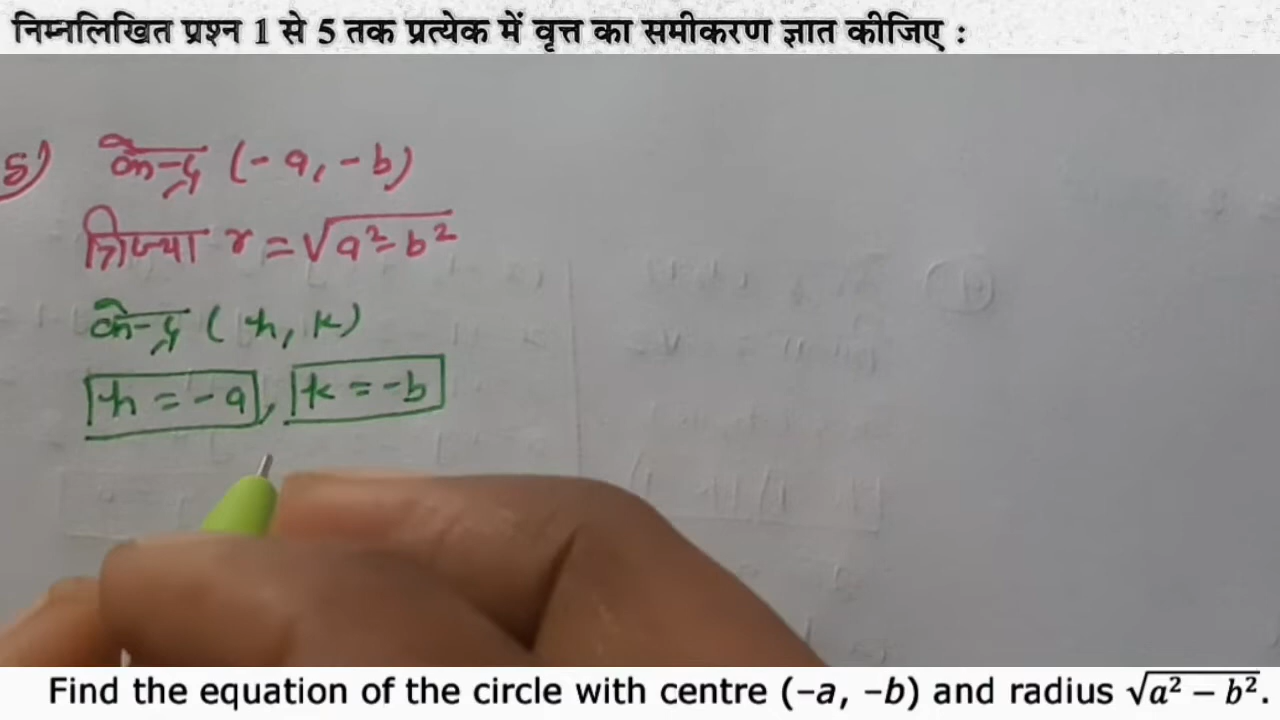 निम्नलिखित प्रश्न 1 से 5 तक प्रत्येक में वृत्त का समीकरण ज्ञात कीजिए :
5) केन्द्र (-a, -b)
त्रिज्या r = √a²-b²
केन्द्र (h, k)
h = -a, k = -b
Find the equation of the circle with centre (–a, –b) and radius √a² − b².